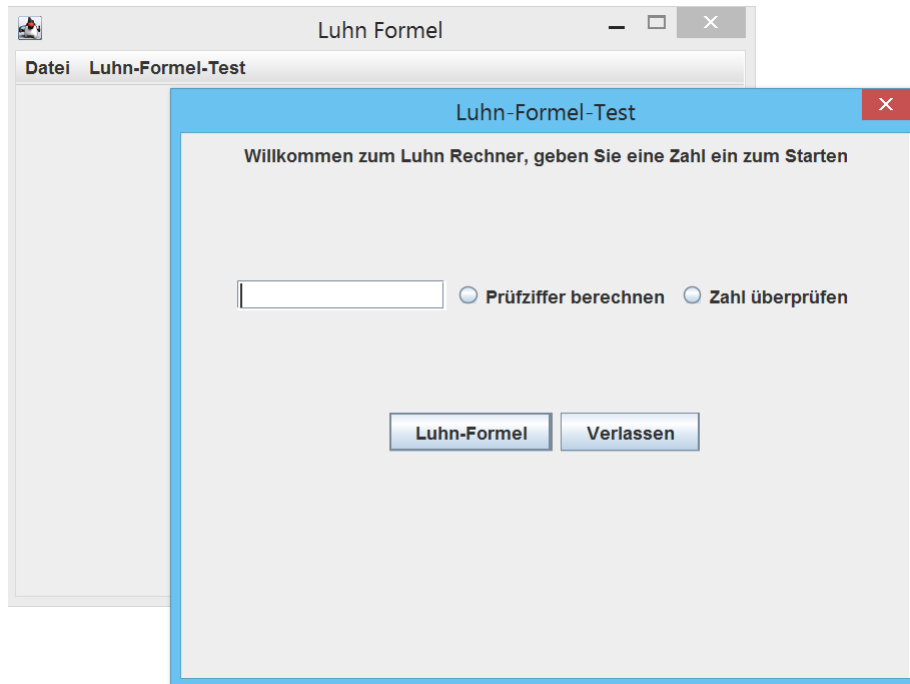 Luhn Formel
Datei Luhn-Formel-Test
Luhn-Formel-Test
Willkommen zum Luhn Rechner, geben Sie eine Zahl ein zum Starten
Prüfziffer berechnen Zahl überprüfen
Luhn-Formel Verlassen